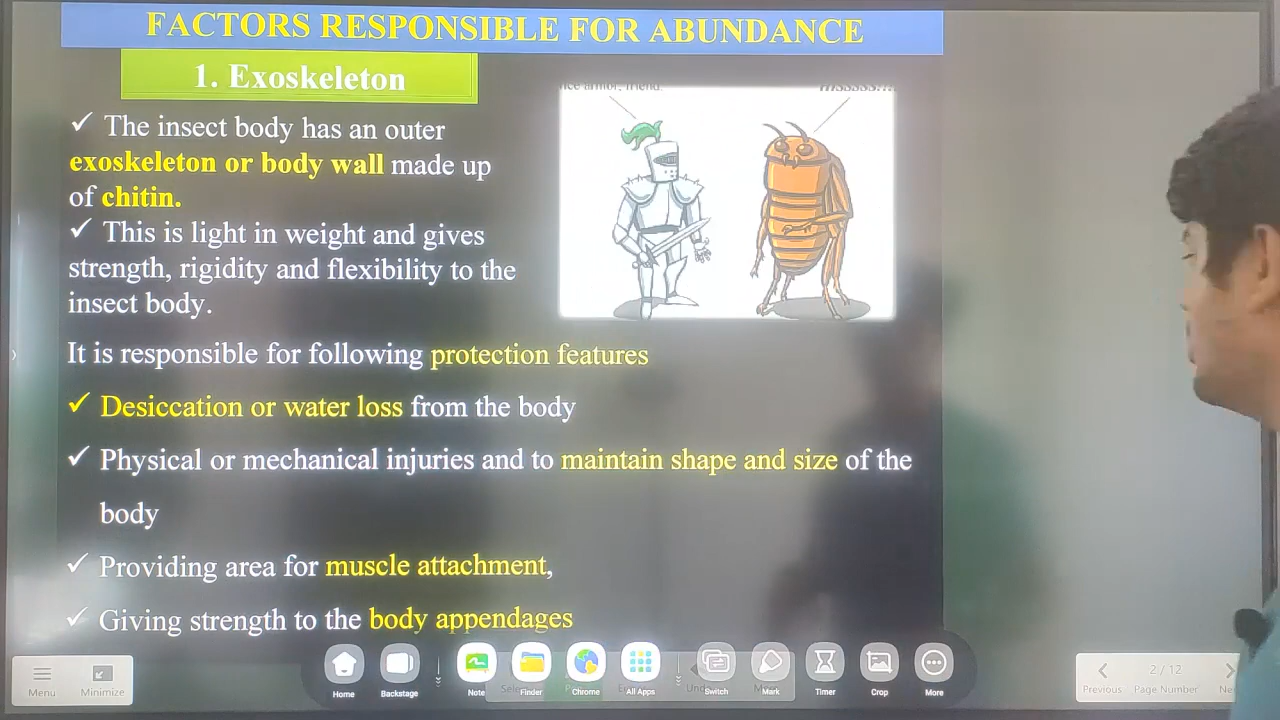 FACTORS RESPONSIBLE FOR ABUNDANCE
1. Exoskeleton
armor, friend.
✓ The insect body has an outer
exoskeleton or body wall made up
of chitin.
✓ This is light in weight and gives
strength, rigidity and flexibility to the
insect body.
It is responsible for following protection features
✓ Desiccation or water loss from the body
✓ Physical or mechanical injuries and to maintain shape and size of the
body
✓ Providing area for muscle attachment,
✓ Giving strength to the body appendages
Menu Minimize
Home Backstage Note Finder Chrome All Apps Switch Mark Timer Crop More
2 / 12
Previous Page Number